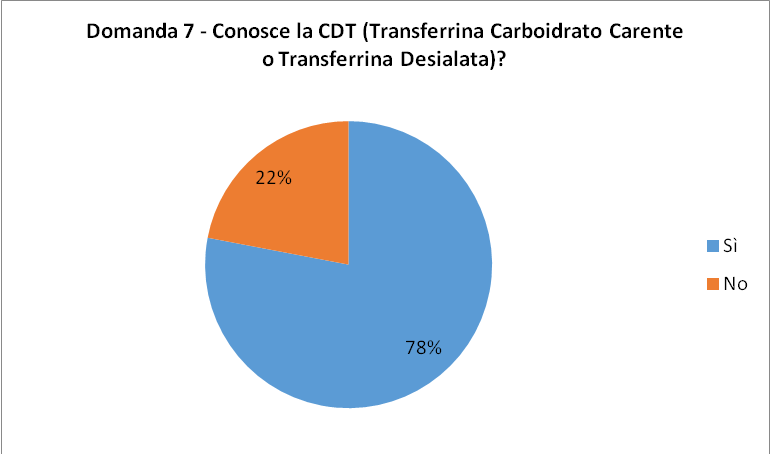 Domanda 7 - Conosce la CDT (Transferrina Carboidrato Carente
o Transferrina Desialata)?
22%
78%
Sì
No